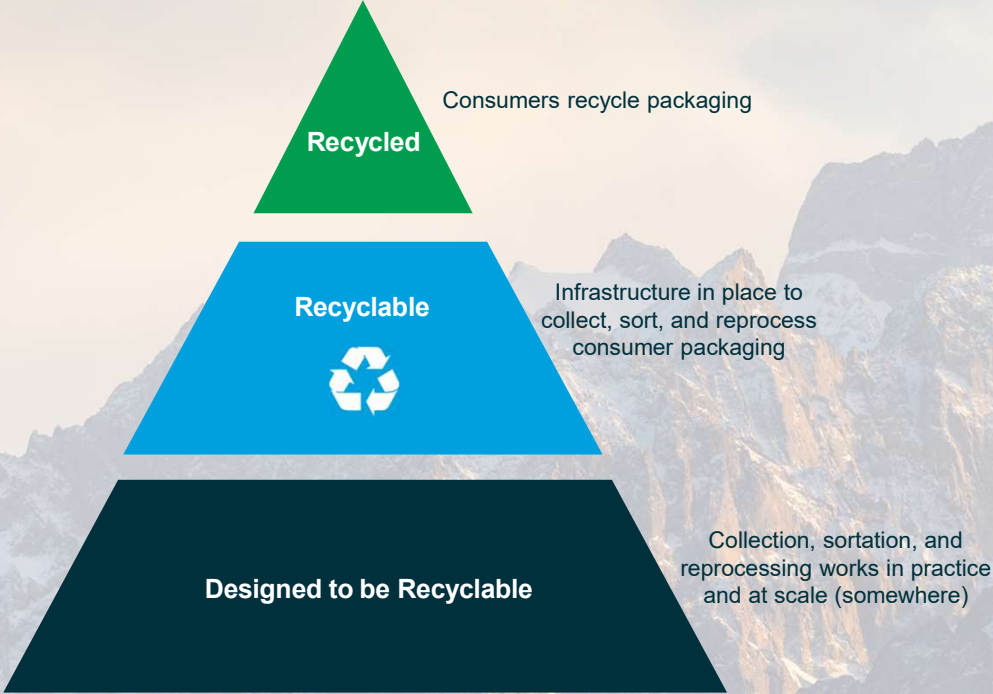 Consumers recycle packaging
Recycled
Recyclable
Infrastructure in place to
collect, sort, and reprocess
consumer packaging
Designed to be Recyclable
Collection, sortation, and
reprocessing works in practice
and at scale (somewhere)